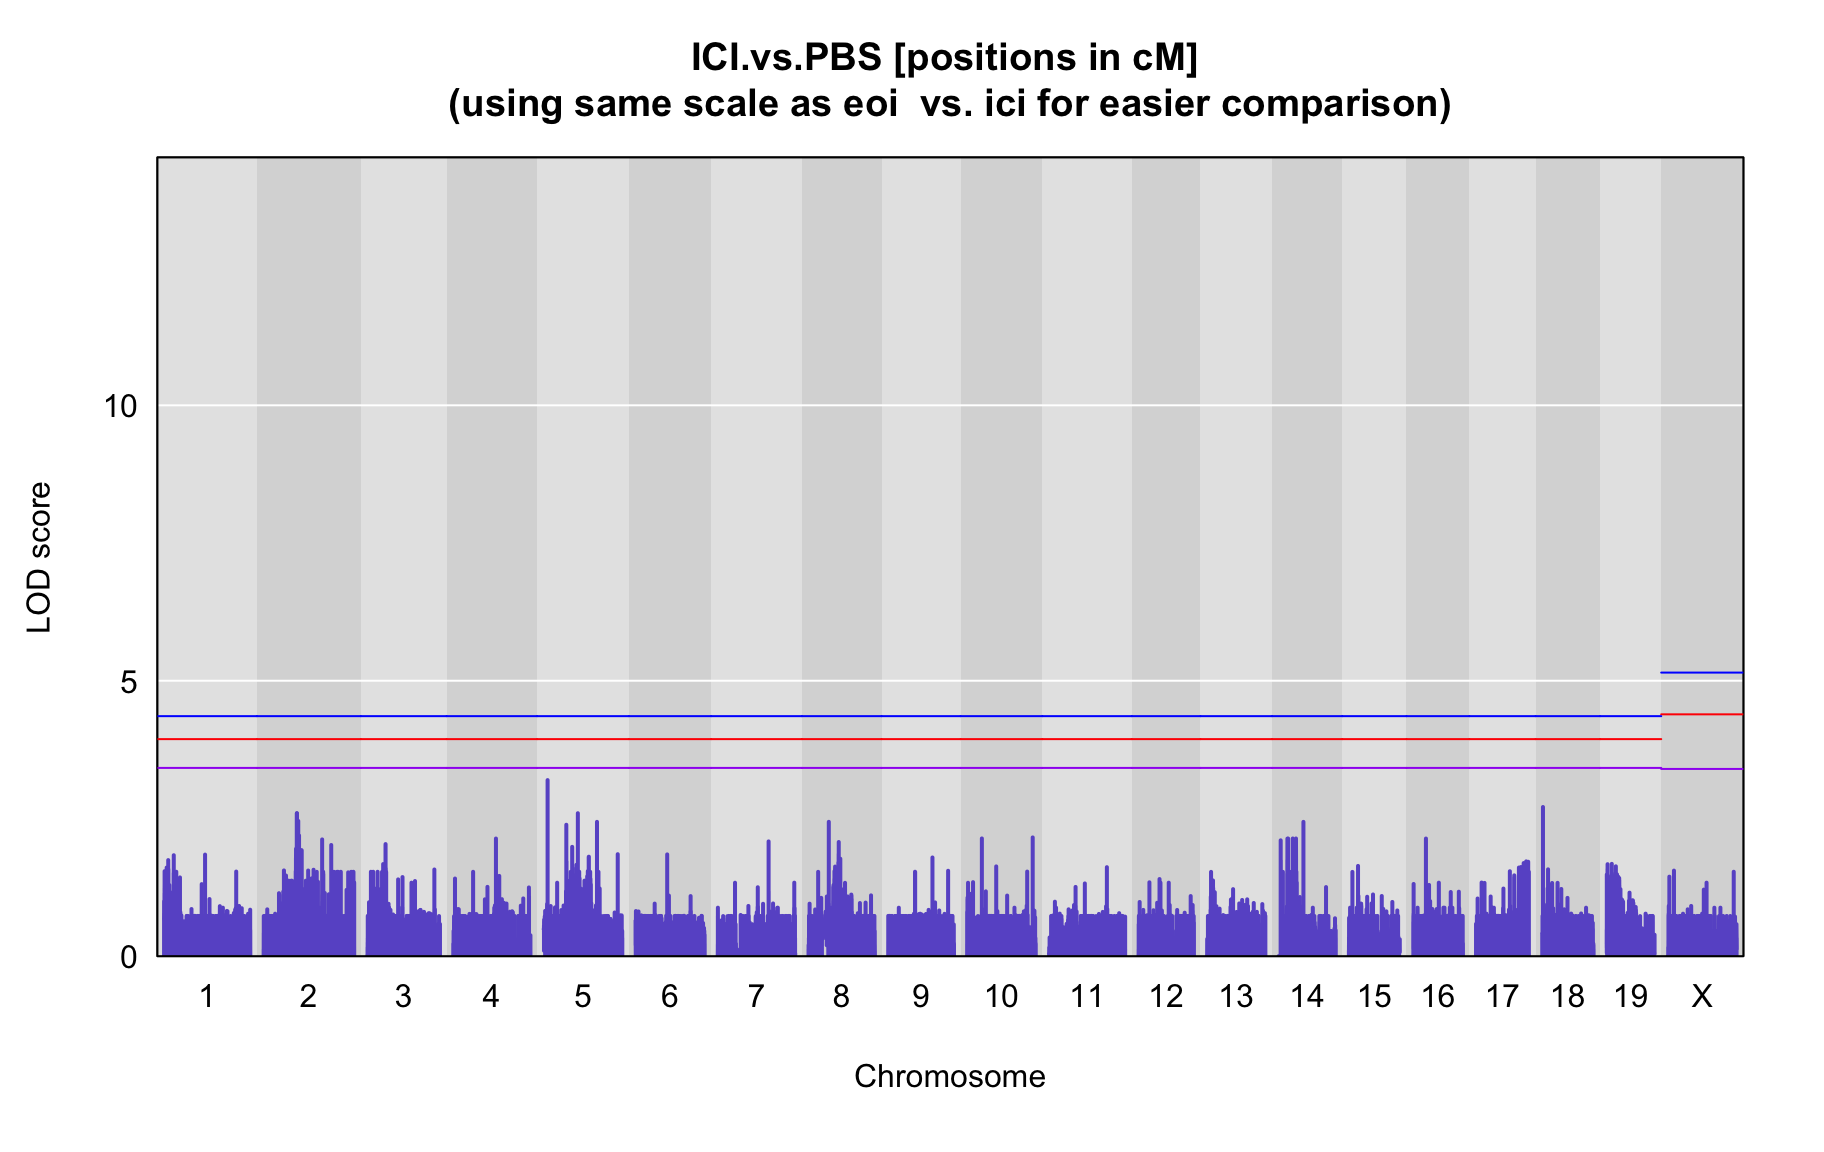 ICI.vs.PBS [positions in cM]
(using same scale as eoi  vs. ici for easier comparison)
10
5
0
LOD score
1 2 3 4 5 6 7 8 9 10 11 12 13 14 15 16 17 18 19 X
Chromosome